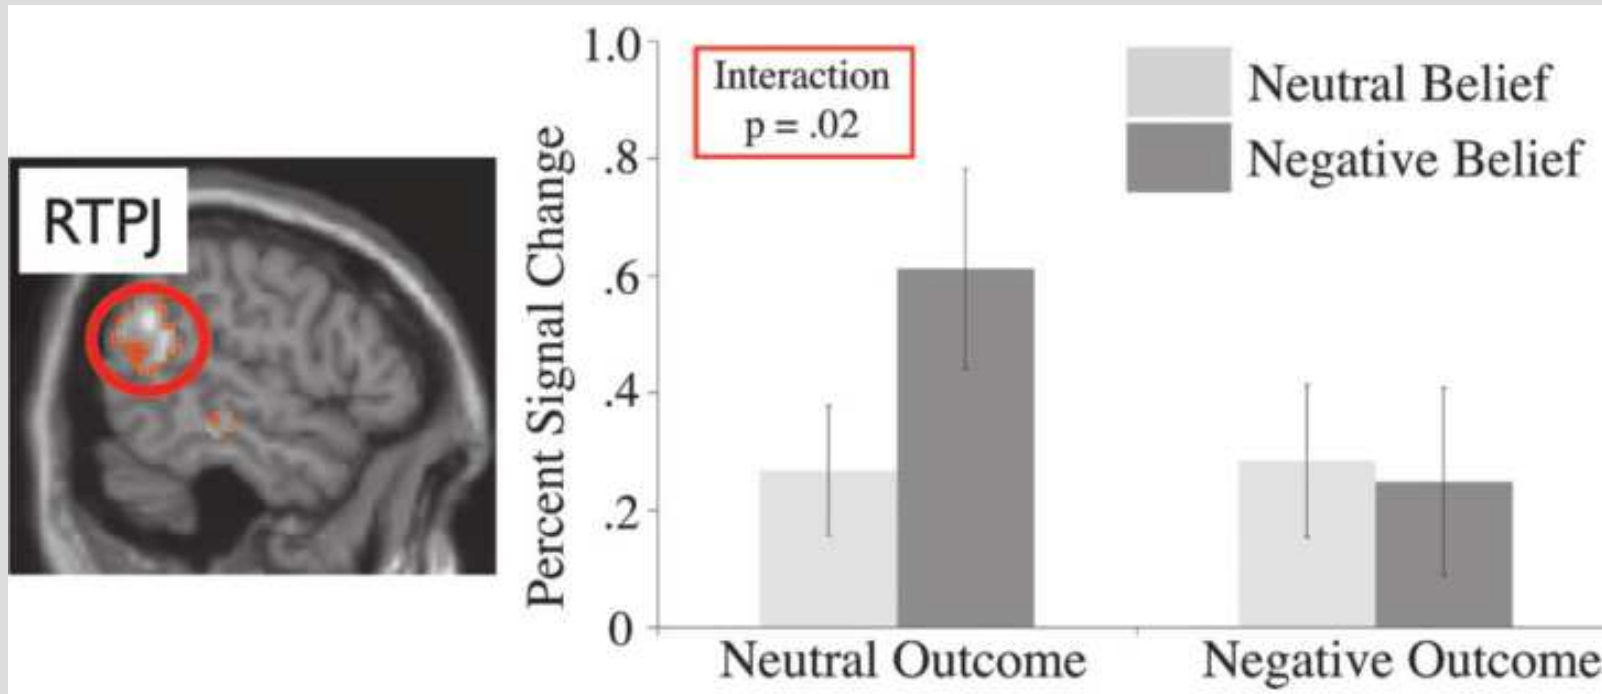 RTPJ
Percent Signal Change
1.0
.8
.6
.4
.2
0
Interaction
p = .02
Neutral Belief
Negative Belief
Neutral Outcome
Negative Outcome